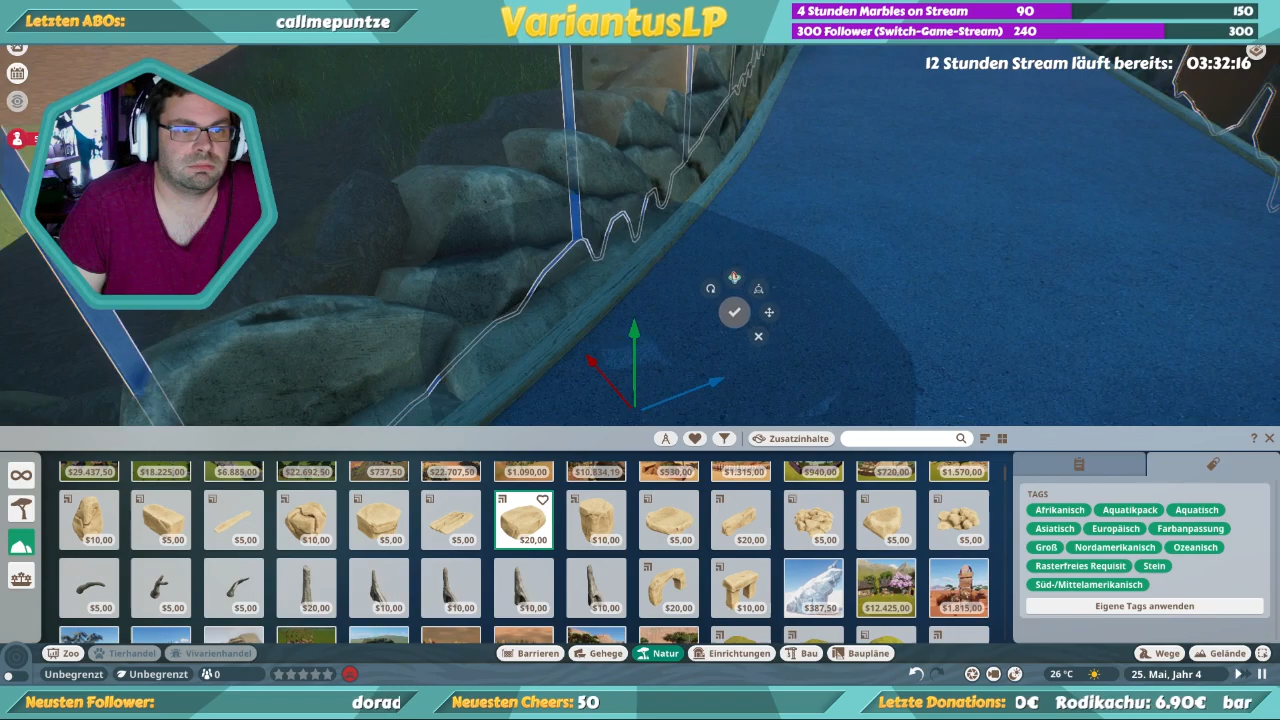 Letzten ABOs: callmepuntze
VariantusLP
4 Stunden Marbles on Stream 90 150
300 Follower (Switch-Game-Stream) 240 300
12 Stunden Stream läuft bereits: 03:32:16
Zusatzinhalte
?
$29.437,50 $18.225,00 $6.885,00 $22.692,50 $737,50 $22.707,50 $1.090,00 $10.834,19 $530,00 $1.315,00 $940,00 $720,00 $1.570,00
$10,00 $5,00 $5,00 $10,00 $5,00 $5,00 $20,00 $10,00 $5,00 $20,00 $5,00 $5,00 $5,00
$5,00 $5,00 $5,00 $20,00 $10,00 $10,00 $10,00 $10,00 $20,00 $10,00 $387,50 $12.425,00 $1.815,00
TAGS
Afrikanisch Aquatikpack Aquatisch
Asiatisch Europäisch Farbanpassung
Groß Nordamerikanisch Ozeanisch
Rasterfreies Requisit Stein
Süd-/Mittelamerikanisch
Eigene Tags anwenden
Zoo Tierhandel Vivarienhandel Barrieren Gehege Natur Einrichtungen Bau Baupläne Wege Gelände
Unbegrenzt Unbegrenzt 0 26 °C 25. Mai, Jahr 4
Neusten Follower: dorad Neuesten Cheers: 50 Letzte Donations: 0€ Rodikachu: 6.90€ bar